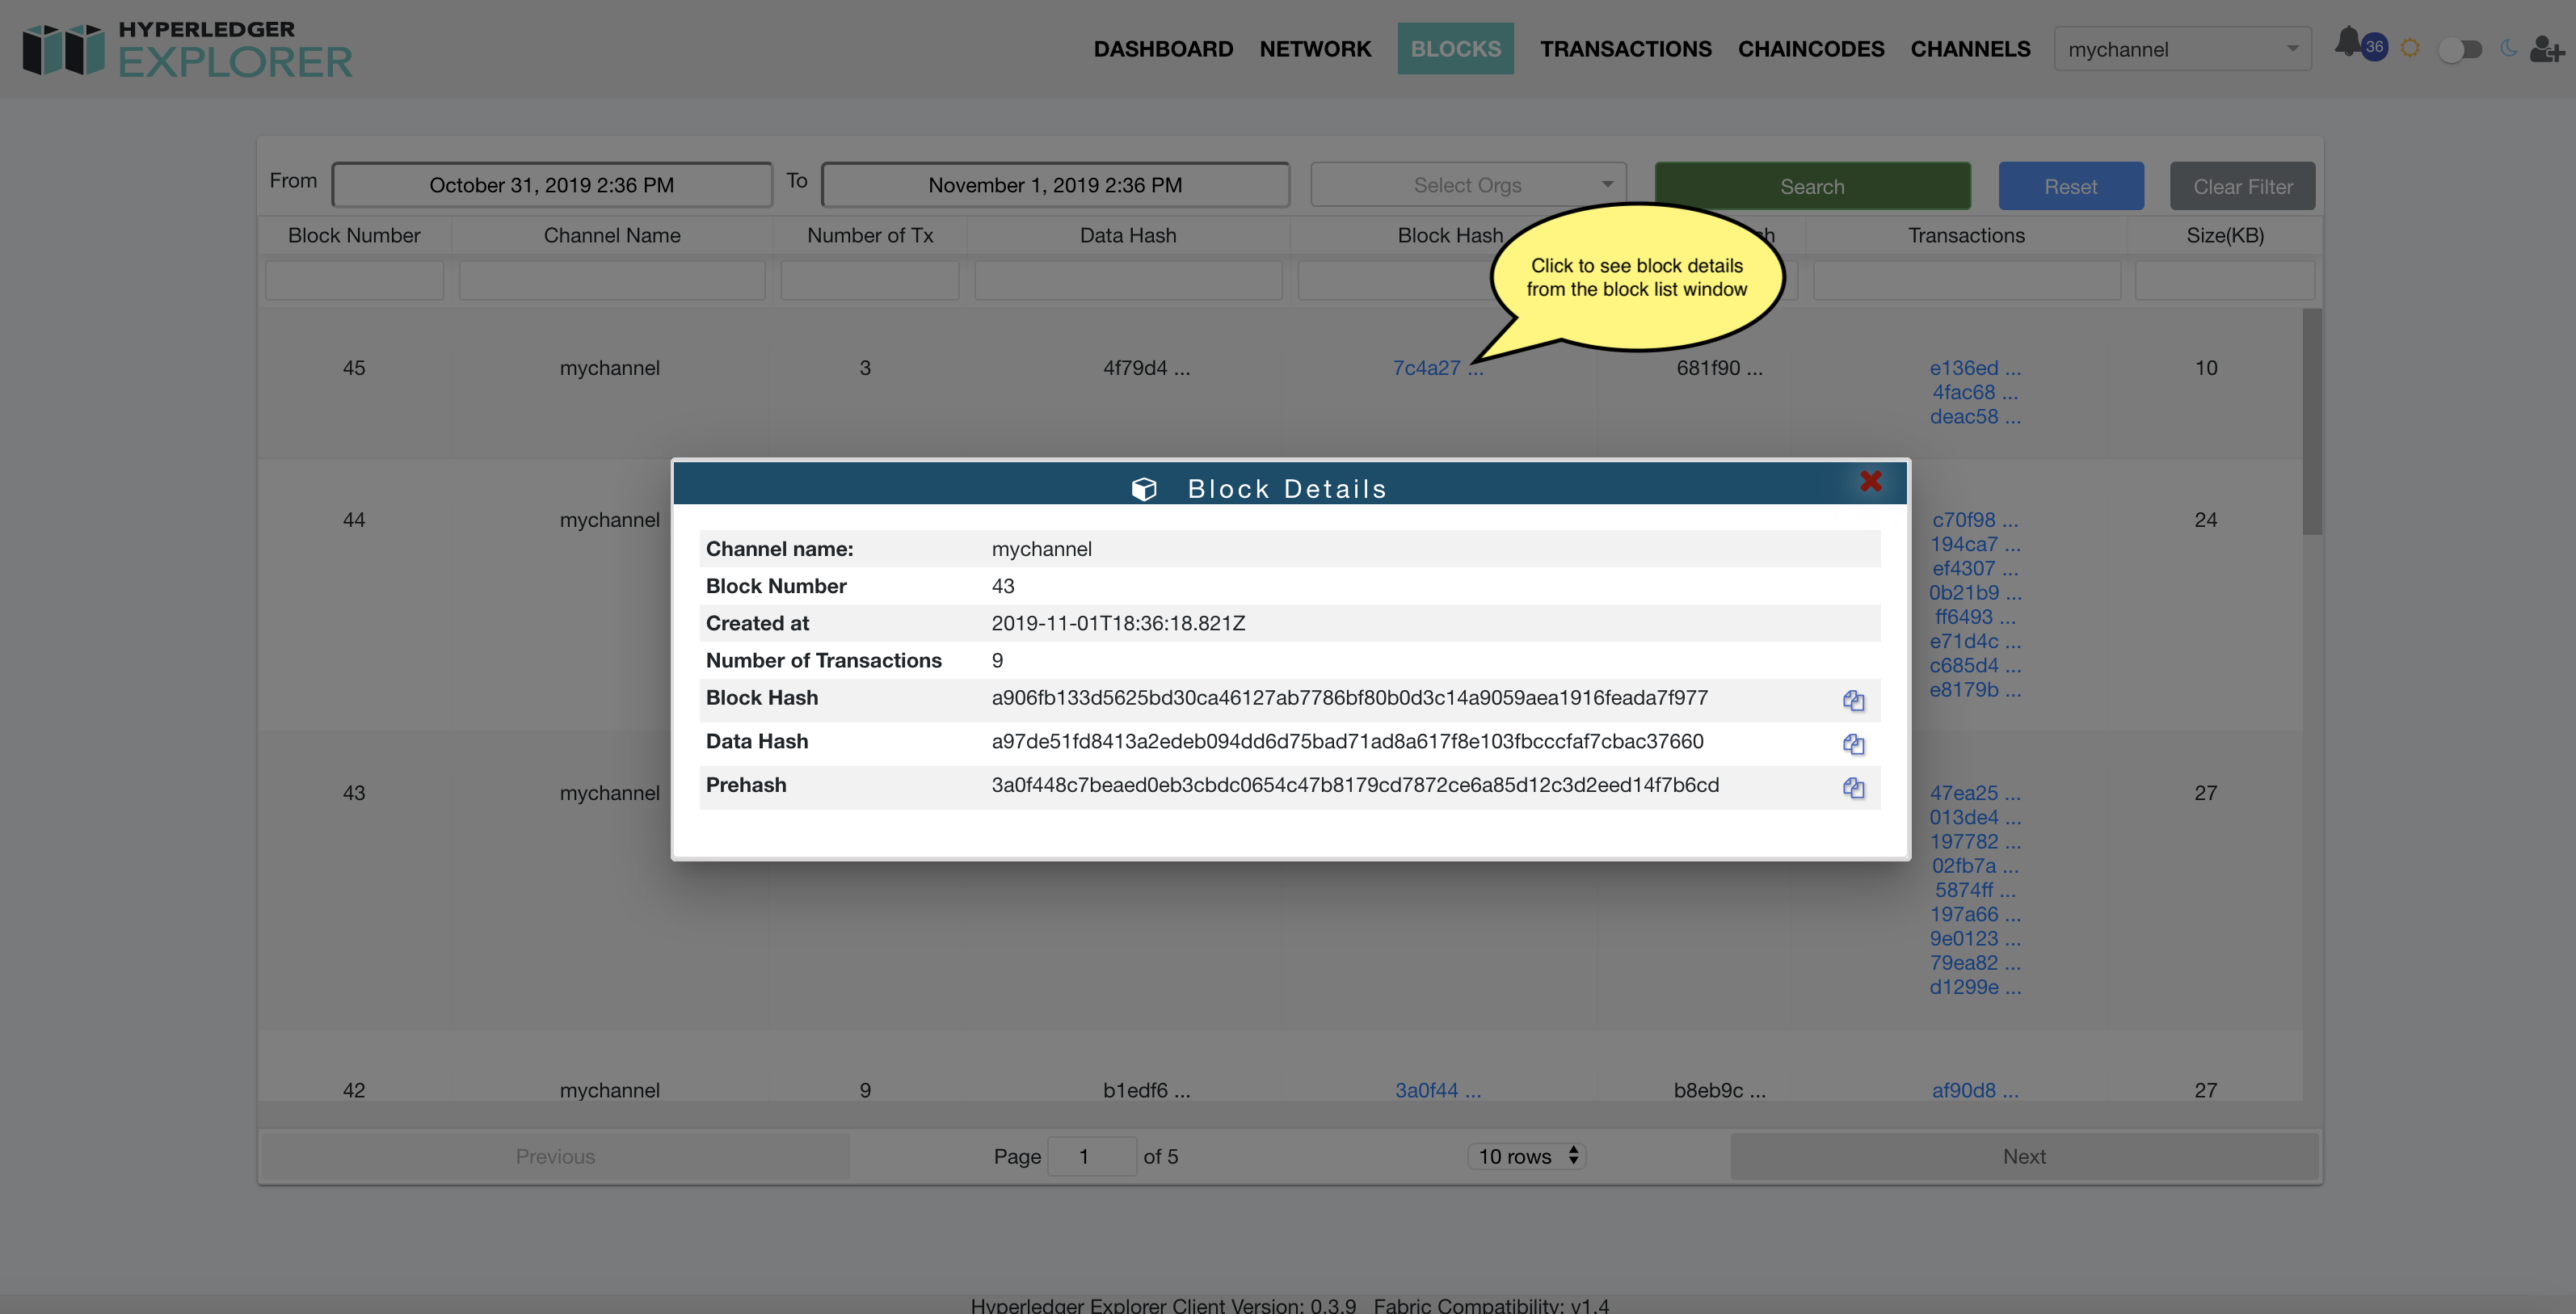 HYPERLEDGER
EXPLORER
DASHBOARD NETWORK BLOCKS TRANSACTIONS CHAINCODES CHANNELS mychannel 36
From October 31, 2019 2:36 PM To November 1, 2019 2:36 PM Select Orgs Search Reset Clear Filter
Block Number Channel Name Number of Tx Data Hash Block Hash Transactions Size(KB)
Click to see block details
from the block list window
45 mychannel 3 4f79d4 ... 7c4a27 ... 681f90 ... e136ed ... 10
4fac68 ...
deac58 ...
Block Details
44 mychannel c70f98 ... 24
194ca7 ...
ef4307 ...
0b21b9 ...
ff6493 ...
e71d4c ...
c685d4 ...
e8179b ...
Channel name: mychannel
Block Number 43
Created at 2019-11-01T18:36:18.821Z
Number of Transactions 9
Block Hash a906fb133d5625bd30ca46127ab7786bf80b0d3c14a9059aea1916feada7f977
Data Hash a97de51fd8413a2edeb094dd6d75bad71ad8a617f8e103fbcccfaf7cbac37660
Prehash 3a0f448c7beaed0eb3cbdc0654c47b8179cd7872ce6a85d12c3d2eed14f7b6cd
43 mychannel 47ea25 ... 27
013de4 ...
197782 ...
02fb7a ...
5874ff ...
197a66 ...
9e0123 ...
79ea82 ...
d1299e ...
42 mychannel 9 b1edf6 ... 3a0f44 ... b8eb9c ... af90d8 ... 27
Previous Page 1 of 5 10 rows Next
Hyperledger Explorer Client Version: 0.3.9 Fabric Compatibility: v1.4